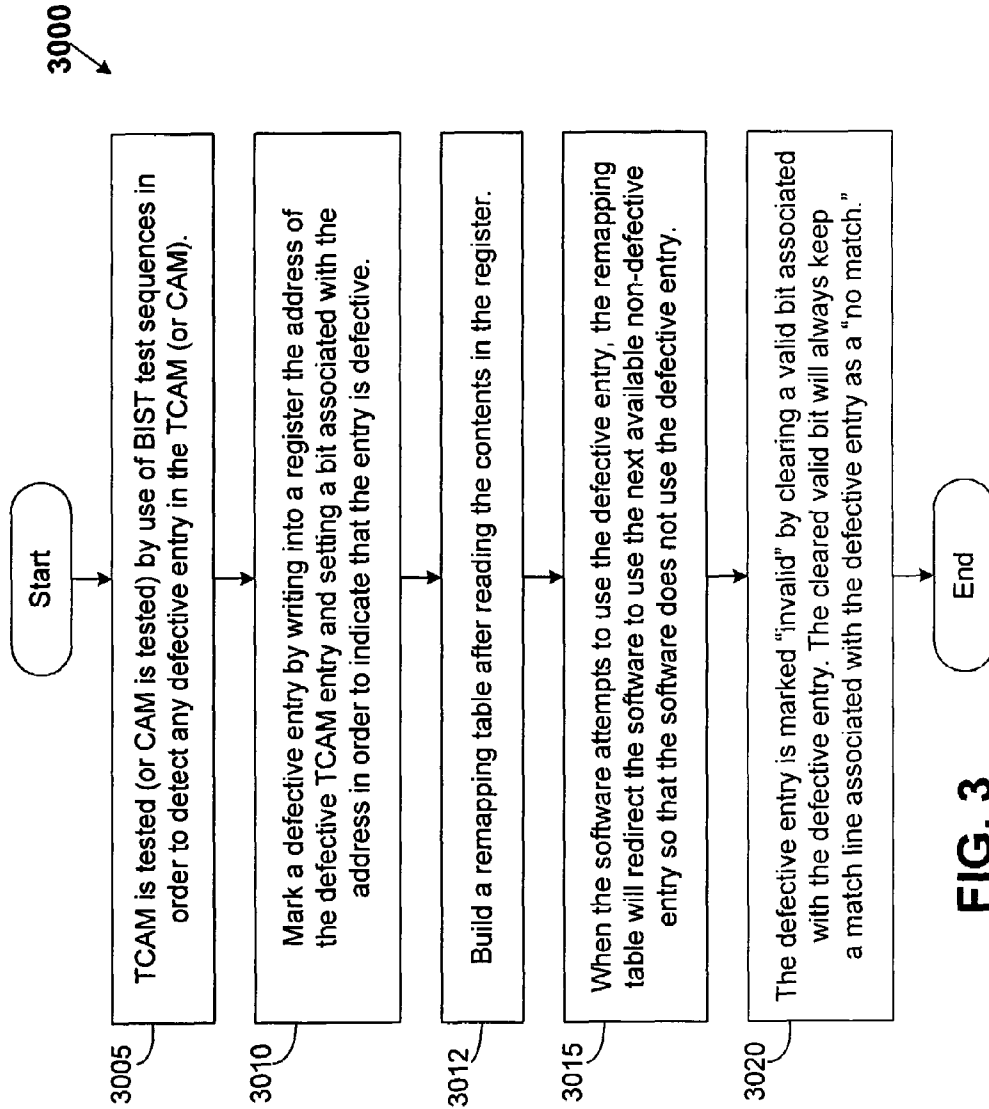 3000
Start
3005
TCAM is tested (or CAM is tested) by use of BIST test sequences in
order to detect any defective entry in the TCAM (or CAM).
3010
Mark a defective entry by writing into a register the address of
the defective TCAM entry and setting a bit associated with the
address in order to indicate that the entry is defective.
3012
Build a remapping table after reading the contents in the register.
3015
When the software attempts to use the defective entry, the remapping
table will redirect the software to use the next available non-defective
entry so that the software does not use the defective entry.
3020
The defective entry is marked “invalid” by clearing a valid bit associated
with the defective entry. The cleared valid bit will always keep
a match line associated with the defective entry as a “no match.”
End
FIG. 3